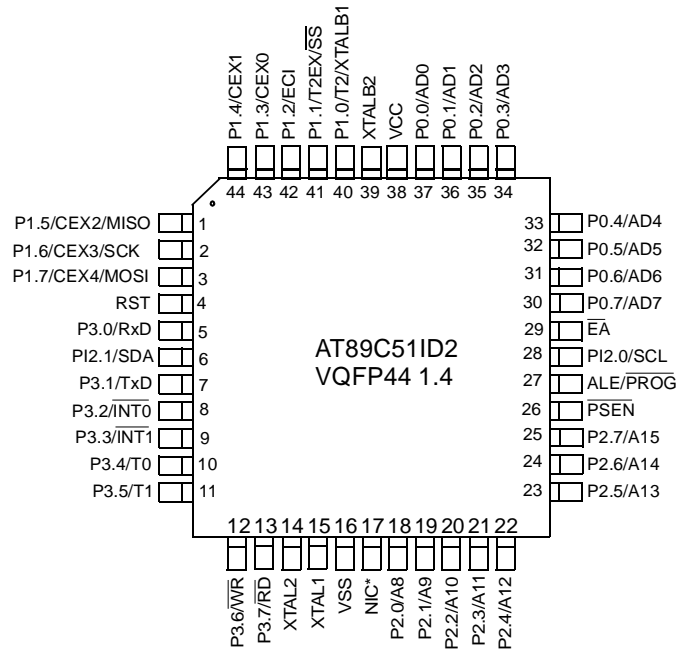 P1.4/CEX1
P1.3/CEX0
P1.2/ECI
P1.1/T2EX/S̅S̅
P1.0/T2/XTALB1
XTALB2
VCC
P0.0/AD0
P0.1/AD1
P0.2/AD2
P0.3/AD3
44 43 42 41 40 39 38 37 36 35 34
P1.5/CEX2/MISO 1
P1.6/CEX3/SCK 2
P1.7/CEX4/MOSI 3
RST 4
P3.0/RxD 5
PI2.1/SDA 6
P3.1/TxD 7
P3.2/I̅N̅T̅0̅ 8
P3.3/I̅N̅T̅1 9
P3.4/T0 10
P3.5/T1 11
AT89C51ID2
VQFP44 1.4
33 P0.4/AD4
32 P0.5/AD5
31 P0.6/AD6
30 P0.7/AD7
29 E̅A̅
28 PI2.0/SCL
27 ALE/P̅R̅O̅G̅
26 P̅S̅E̅N̅
25 P2.7/A15
24 P2.6/A14
23 P2.5/A13
12 13 14 15 16 17 18 19 20 21 22
P3.6/W̅R̅
P3.7/R̅D̅
XTAL2
XTAL1
VSS
NIC*
P2.0/A8
P2.1/A9
P2.2/A10
P2.3/A11
P2.4/A12